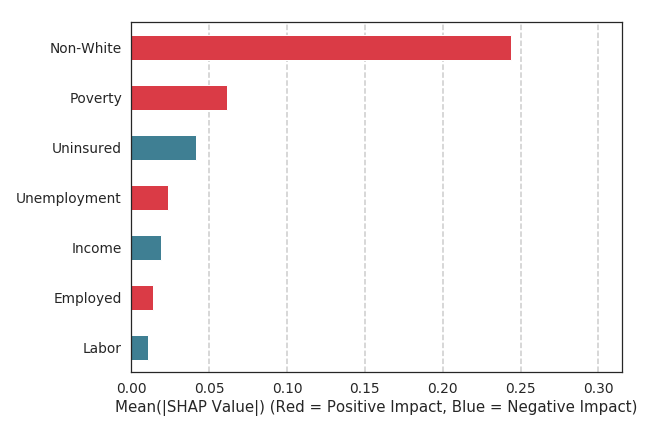 Non-White
Poverty
Uninsured
Unemployment
Income
Employed
Labor
0.00 0.05 0.10 0.15 0.20 0.25 0.30
Mean(|SHAP Value|) (Red = Positive Impact, Blue = Negative Impact)